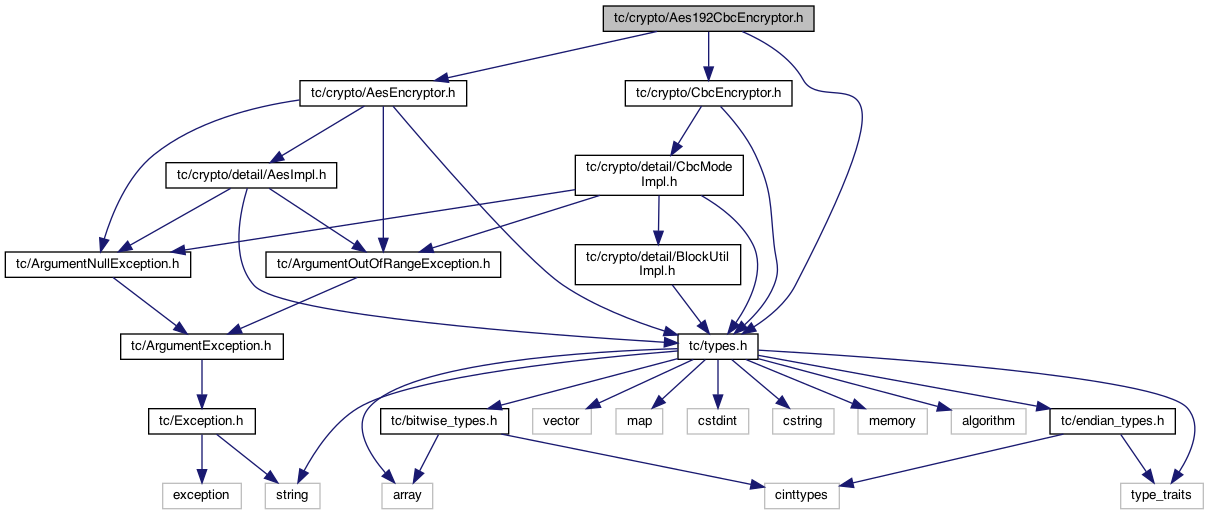 tc/crypto/Aes192CbcEncryptor.h
tc/crypto/AesEncryptor.h
tc/crypto/CbcEncryptor.h
tc/crypto/detail/AesImpl.h
tc/crypto/detail/CbcMode
Impl.h
tc/ArgumentNullException.h
tc/ArgumentOutOfRangeException.h
tc/crypto/detail/BlockUtil
Impl.h
tc/ArgumentException.h
tc/types.h
tc/Exception.h
tc/bitwise_types.h
vector
map
cstdint
cstring
memory
algorithm
tc/endian_types.h
exception
string
array
cinttypes
type_traits